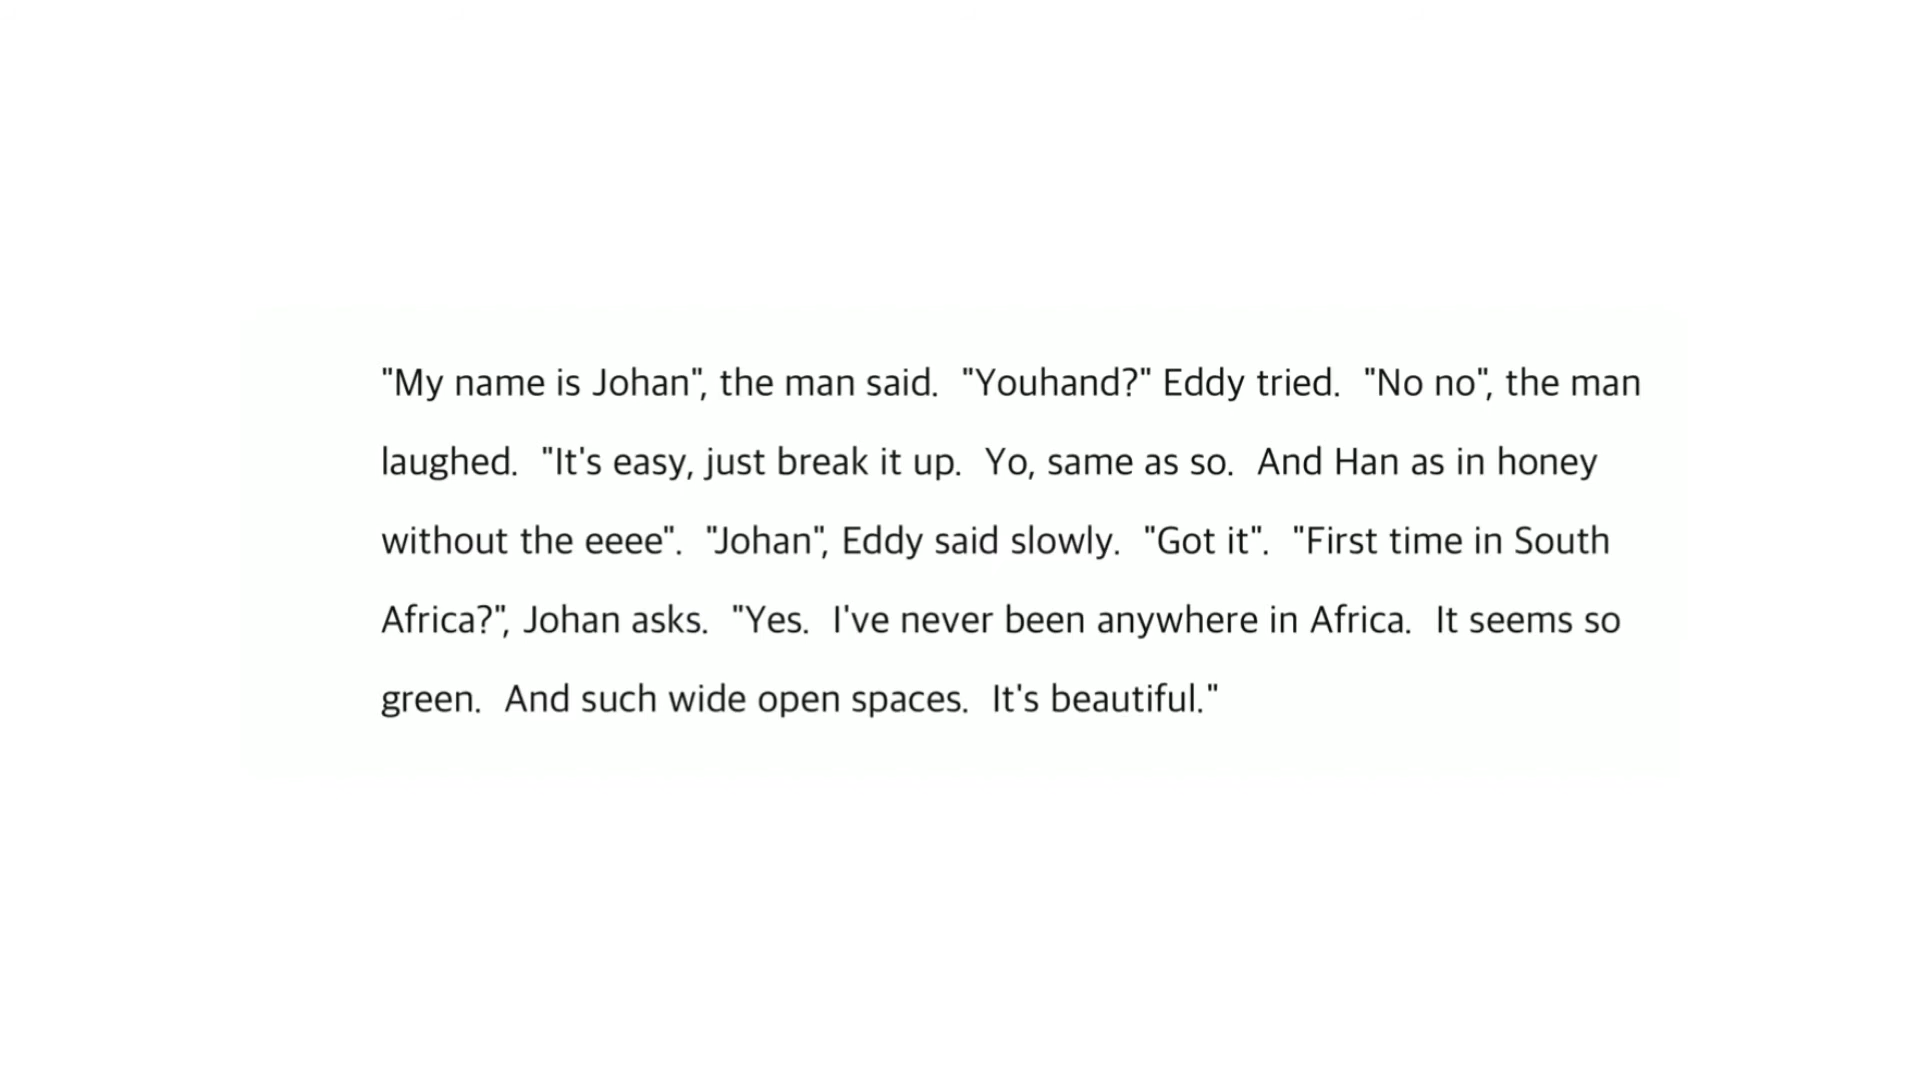 "My name is Johan", the man said.  "Youhand?" Eddy tried.  "No no", the man
laughed.  "It's easy, just break it up.  Yo, same as so.  And Han as in honey
without the eeee".  "Johan", Eddy said slowly.  "Got it".  "First time in South
Africa?", Johan asks.  "Yes.  I've never been anywhere in Africa.  It seems so
green.  And such wide open spaces.  It's beautiful."